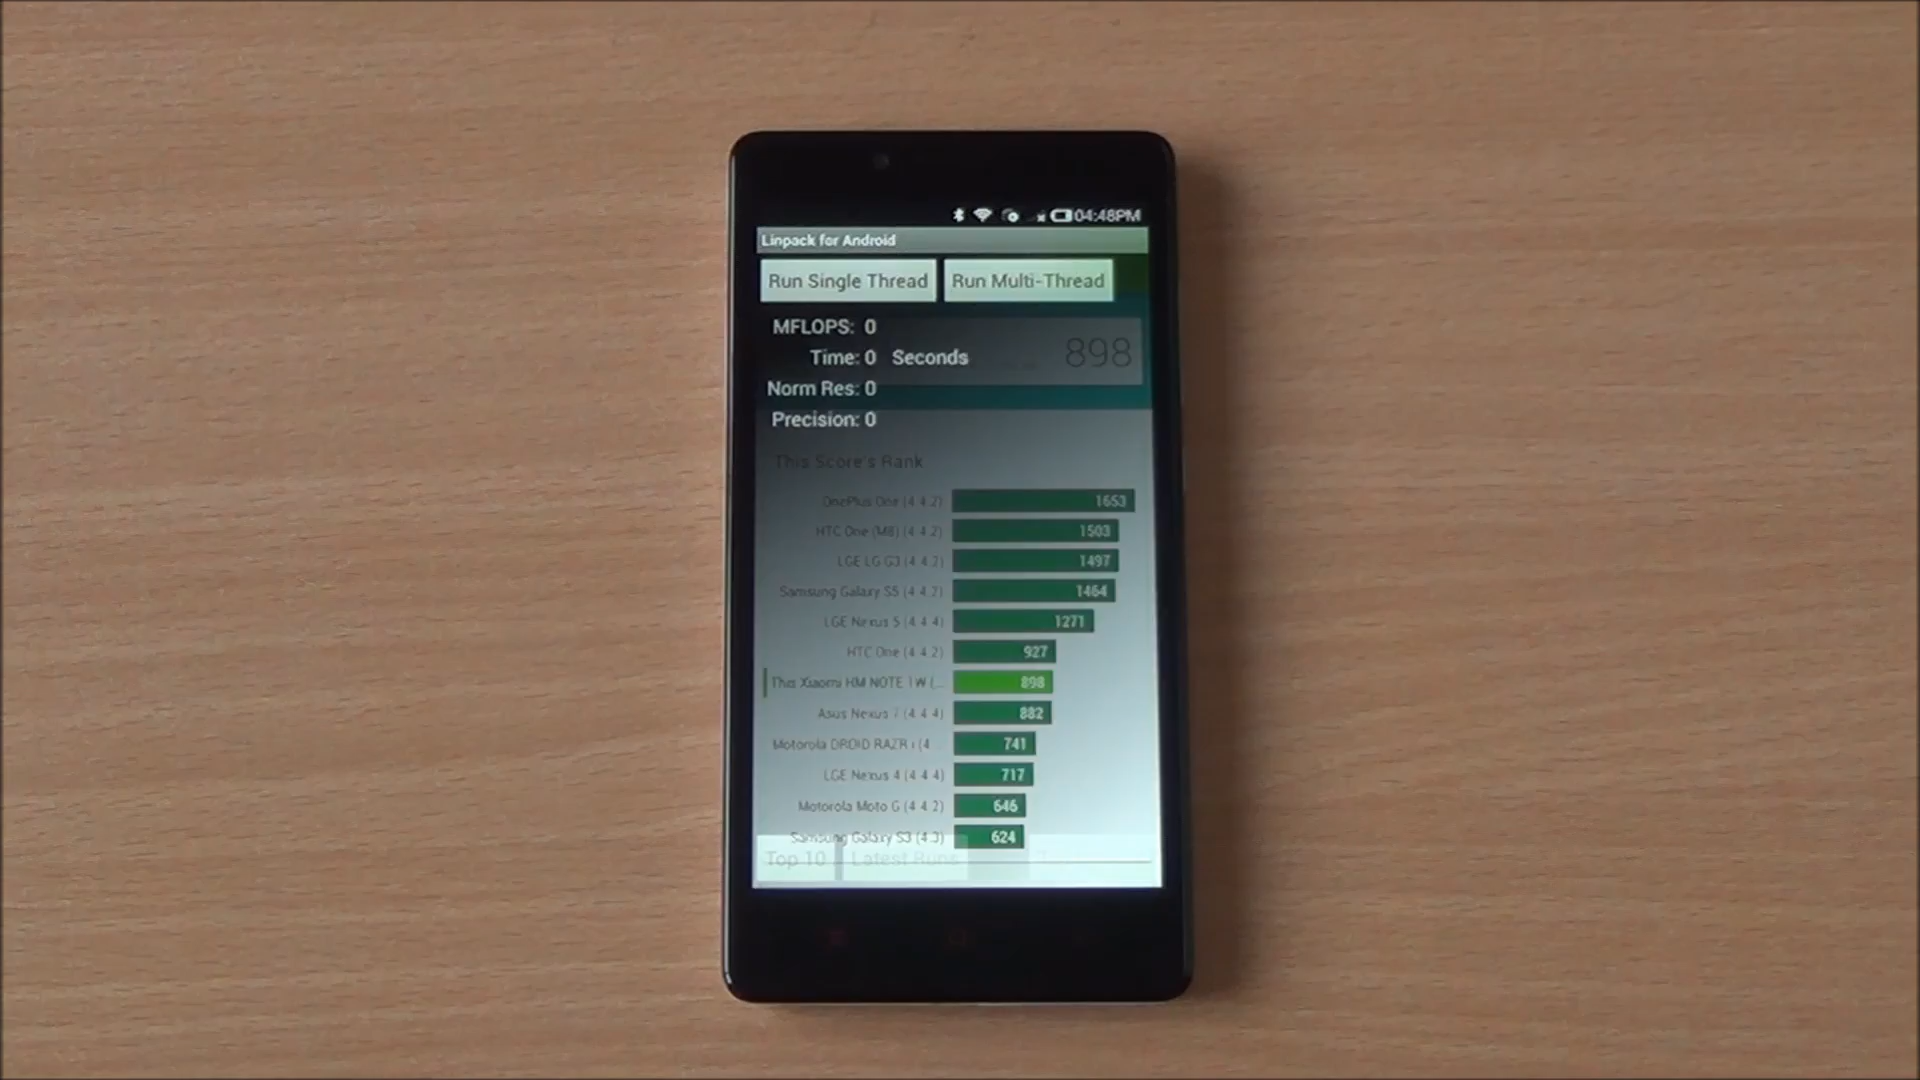 04:48PM
Linpack for Android
Run Single Thread Run Multi-Thread
MFLOPS: 0
Time: 0 Seconds 898
Norm Res: 0
Precision: 0
This Score's Rank
OnePlus One (4.4.2) 1653
HTC One (M8) (4.4.2) 1503
LGE LG G3 (4.4.2) 1497
Samsung Galaxy S5 (4.4.2) 1464
LGE Nexus 5 (4.4.4) 1271
HTC One (4.4.2) 927
This Xiaomi HM NOTE 1W (... 898
Asus Nexus 7 (4.4.4) 882
Motorola DROID RAZR i (4... 741
LGE Nexus 4 (4.4.4) 717
Motorola Moto G (4.4.2) 646
Samsung Galaxy S3 (4.3) 624
Top 10 Latest Runs